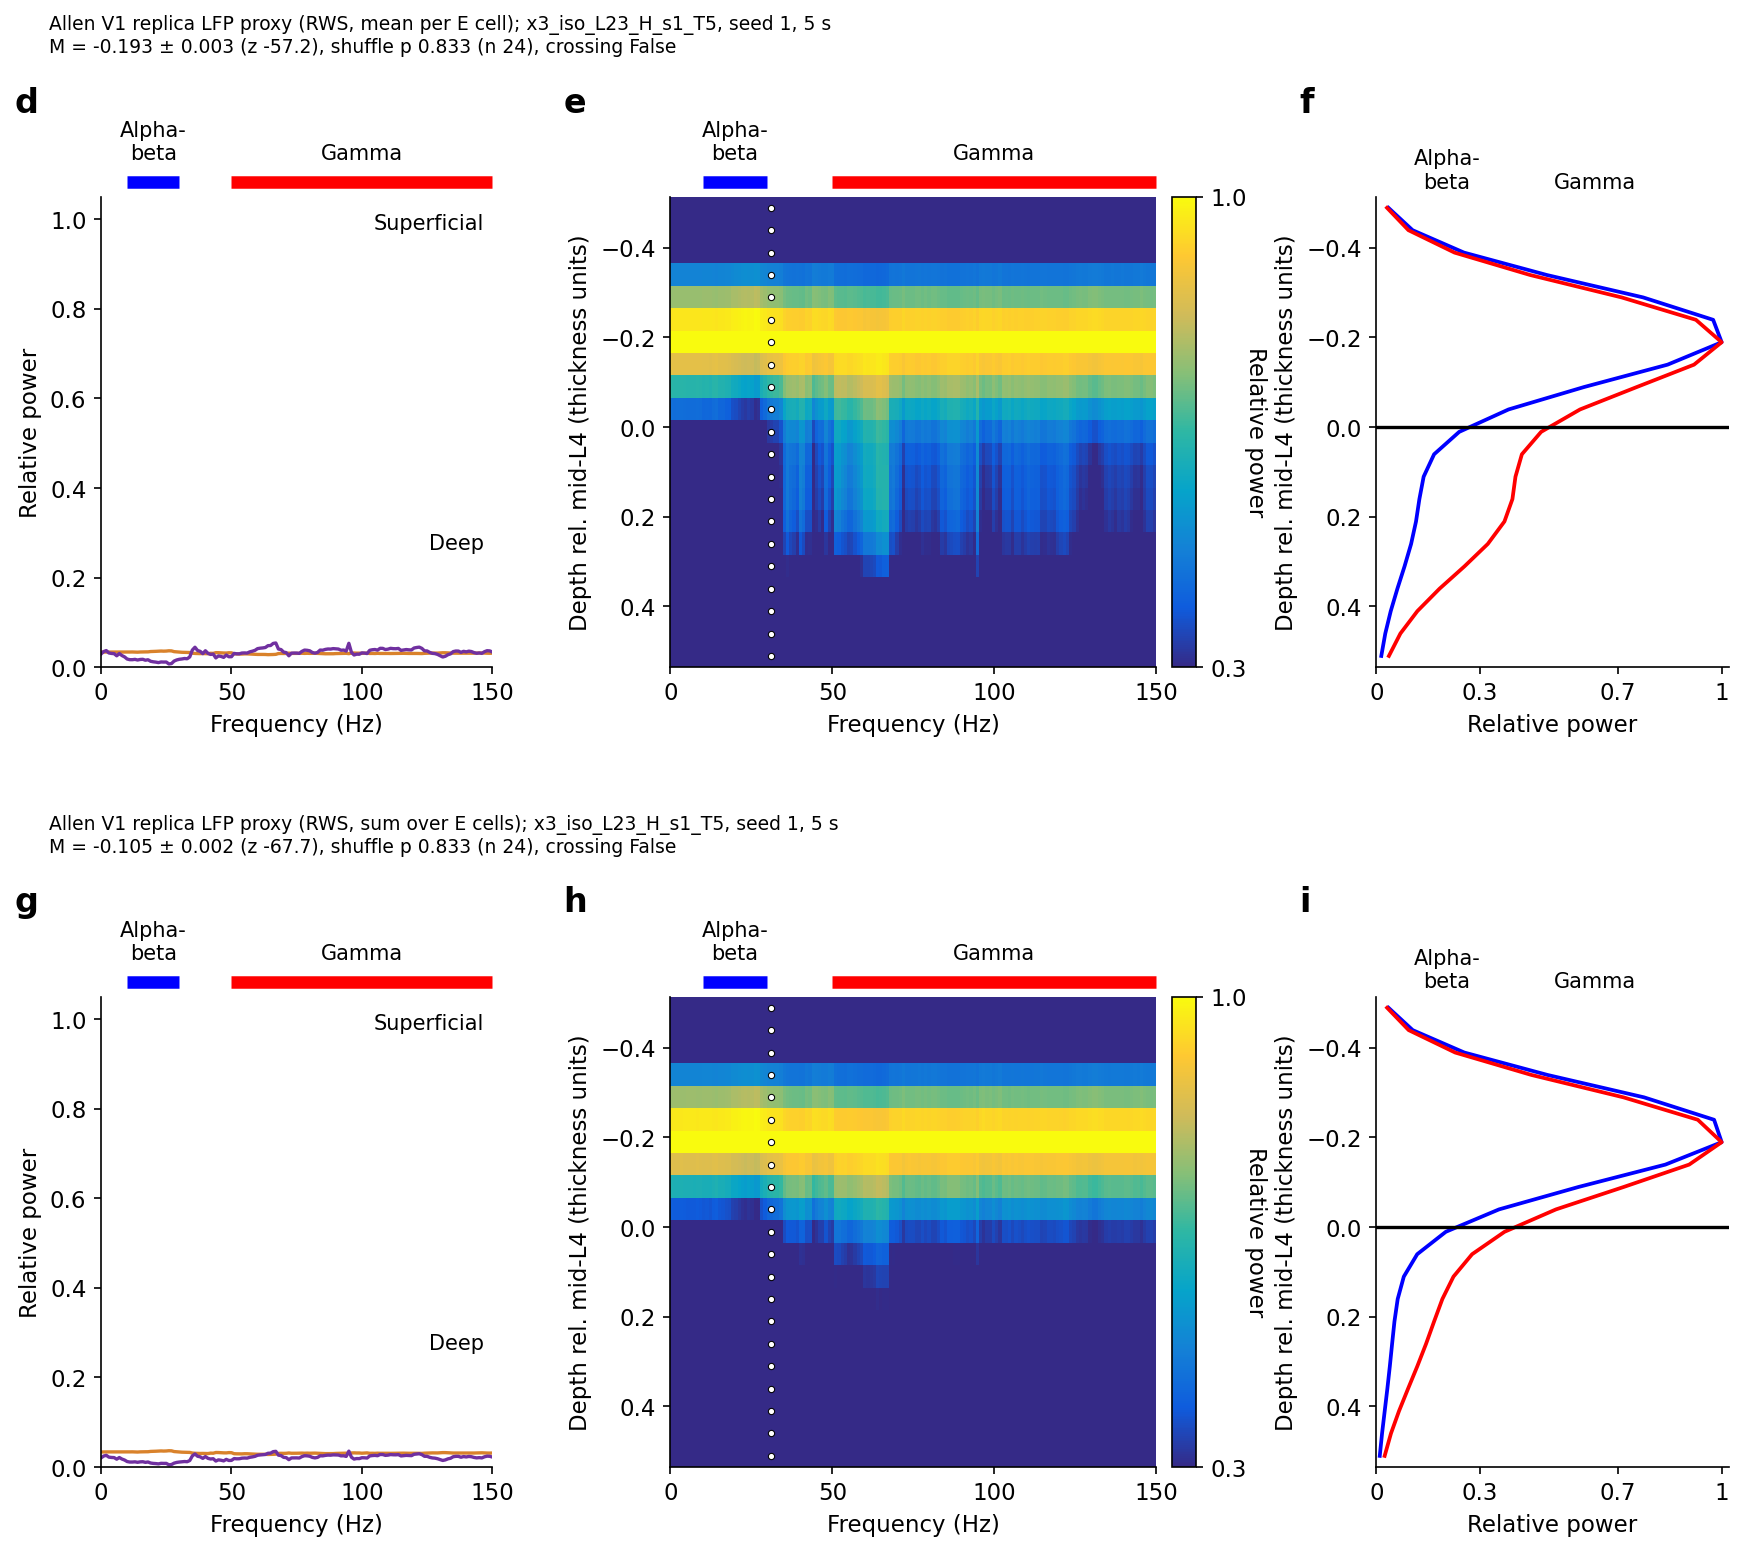 Allen V1 replica LFP proxy (RWS, mean per E cell); x3_iso_L23_H_s1_T5, seed 1, 5 s
M = -0.193 ± 0.003 (z -57.2), shuffle p 0.833 (n 24), crossing False
d
Alpha-
beta
Gamma
Superficial
Deep
Relative power
1.0
0.8
0.6
0.4
0.2
0.0
0
50
100
150
Frequency (Hz)
e
Alpha-
beta
Gamma
Depth rel. mid-L4 (thickness units)
−0.4
−0.2
0.0
0.2
0.4
0
50
100
150
Frequency (Hz)
1.0
0.3
Relative power
f
Alpha-
beta
Gamma
Depth rel. mid-L4 (thickness units)
−0.4
−0.2
0.0
0.2
0.4
0
0.3
0.7
1
Relative power
Allen V1 replica LFP proxy (RWS, sum over E cells); x3_iso_L23_H_s1_T5, seed 1, 5 s
M = -0.105 ± 0.002 (z -67.7), shuffle p 0.833 (n 24), crossing False
g
Alpha-
beta
Gamma
Superficial
Deep
Relative power
1.0
0.8
0.6
0.4
0.2
0.0
0
50
100
150
Frequency (Hz)
h
Alpha-
beta
Gamma
Depth rel. mid-L4 (thickness units)
−0.4
−0.2
0.0
0.2
0.4
0
50
100
150
Frequency (Hz)
1.0
0.3
Relative power
i
Alpha-
beta
Gamma
Depth rel. mid-L4 (thickness units)
−0.4
−0.2
0.0
0.2
0.4
0
0.3
0.7
1
Relative power